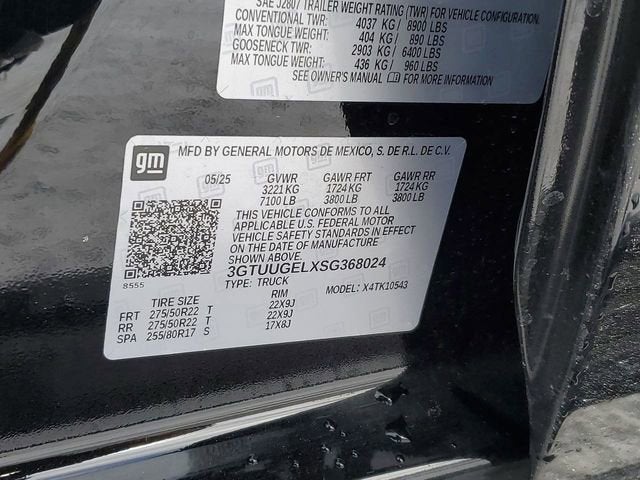 SAE J2807 TRAILER WEIGHT RATING (TWR) FOR VEHICLE CONFIGURATION.
CONVENTIONAL TWR: 4037 KG/ 8900 LBS
MAX TONGUE WEIGHT: 404 KG/ 890 LBS
GOOSENECK TWR: 2903 KG/ 6400 LBS
MAX TONGUE WEIGHT: 436 KG/ 960 LBS
SEE OWNER'S MANUAL FOR MORE INFORMATION
gm
MFD BY GENERAL MOTORS DE MEXICO, S. DE R.L. DE C.V.
05/25 GVWR GAWR FRT GAWR RR
3221 KG 1724 KG 1724 KG
7100 LB 3800 LB 3800 LB
THIS VEHICLE CONFORMS TO ALL
APPLICABLE U.S. FEDERAL MOTOR
VEHICLE SAFETY STANDARDS IN EFFECT
ON THE DATE OF MANUFACTURE
SHOWN ABOVE.
3GTUUGELXSG368024
8555
TYPE: TRUCK MODEL: X4TK10543
TIRE SIZE RIM
FRT 275/50R22 T 22X9J
RR 275/50R22 T 22X9J
SPA 255/80R17 S 17X8J